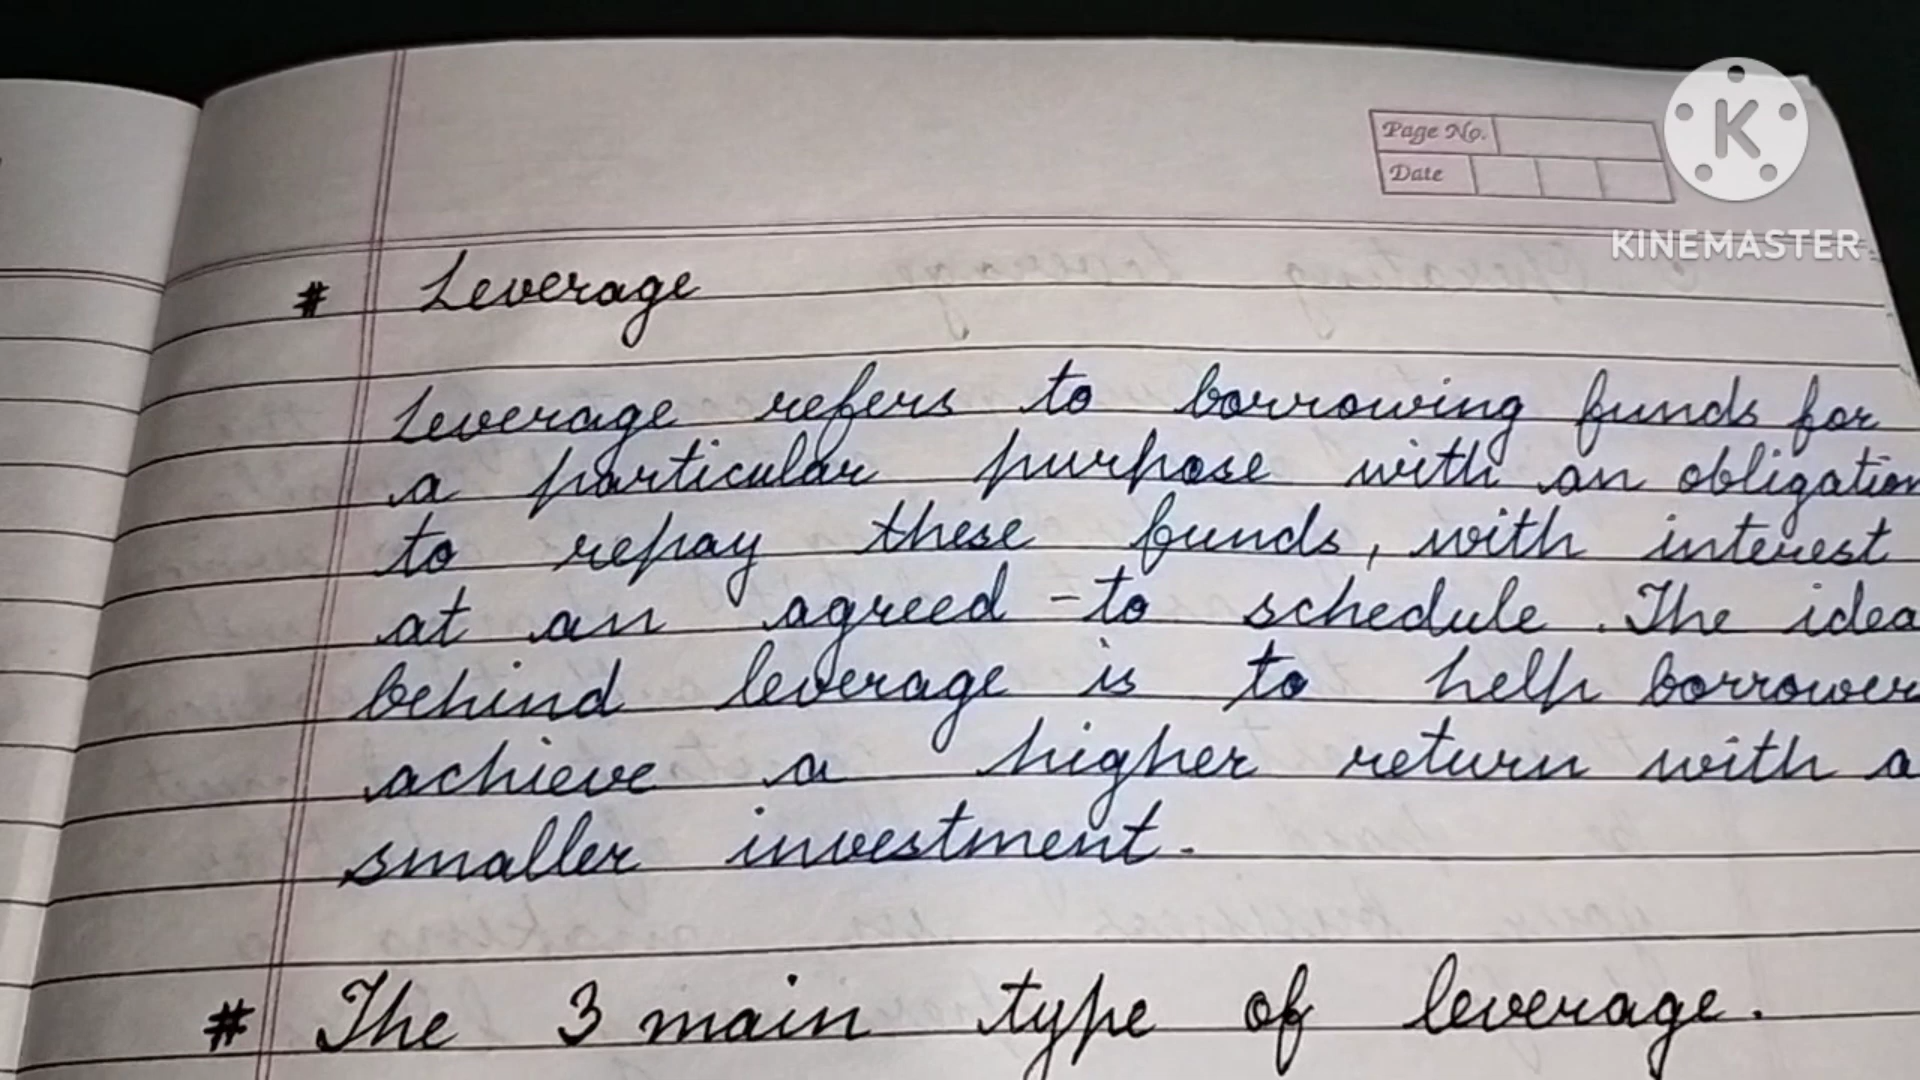 Page No.
Date
K
KINEMASTER
# Leverage
Leverage refers to borrowing funds for
a particular purpose with an obligation
to repay these funds, with interest
at an agreed-to schedule. The idea
behind leverage is to help borrower
achieve a higher return with a
smaller investment.
# The 3 main type of leverage.